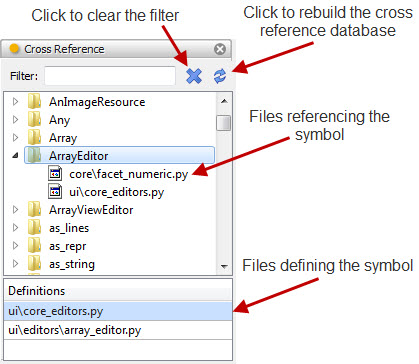 Click to clear the filter
Click to rebuild the cross
reference database
Cross Reference
Filter:
AnImageResource
Any
Array
Files referencing the
symbol
ArrayEditor
core\facet_numeric.py
ui\core_editors.py
ArrayViewEditor
as_lines
as_repr
as_string
Files defining the symbol
Definitions
ui\core_editors.py
ui\editors\array_editor.py